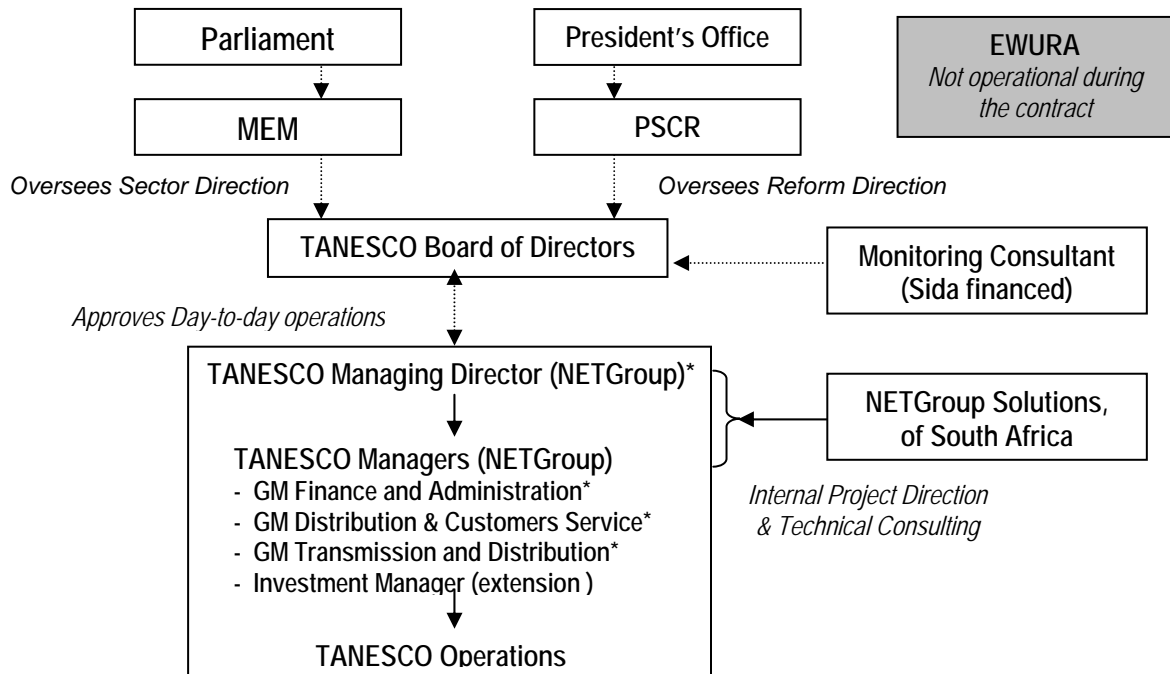 Parliament
President's Office
EWURA
Not operational during
the contract
MEM
PSCR
Oversees Sector Direction
Oversees Reform Direction
TANESCO Board of Directors
Monitoring Consultant
(Sida financed)
Approves Day-to-day operations
TANESCO Managing Director (NETGroup)*
NETGroup Solutions,
of South Africa
TANESCO Managers (NETGroup)
- GM Finance and Administration*
- GM Distribution & Customers Service*
- GM Transmission and Distribution*
- Investment Manager (extension )
Internal Project Direction
& Technical Consulting
TANESCO Operations